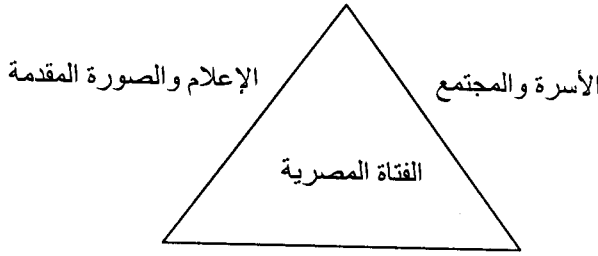 الأسرة والمجتمع
الإعلام والصورة المقدمة
الفتاة المصرية